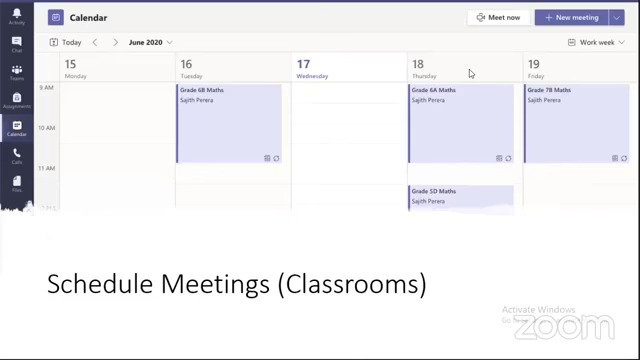 Activity
Chat
Teams
Assignments
Calendar
Calls
Files
Calendar
Meet now
+ New meeting
Today
June 2020
Work week
15
Monday
16
Tuesday
17
Wednesday
18
Thursday
19
Friday
9 AM
10 AM
11 AM
Grade 6B Maths
Sajith Perera
Grade 6A Maths
Sajith Perera
Grade 7B Maths
Sajith Perera
Grade 5D Maths
Sajith Perera
Schedule Meetings (Classrooms)
Activate Windows
Go to
zoom